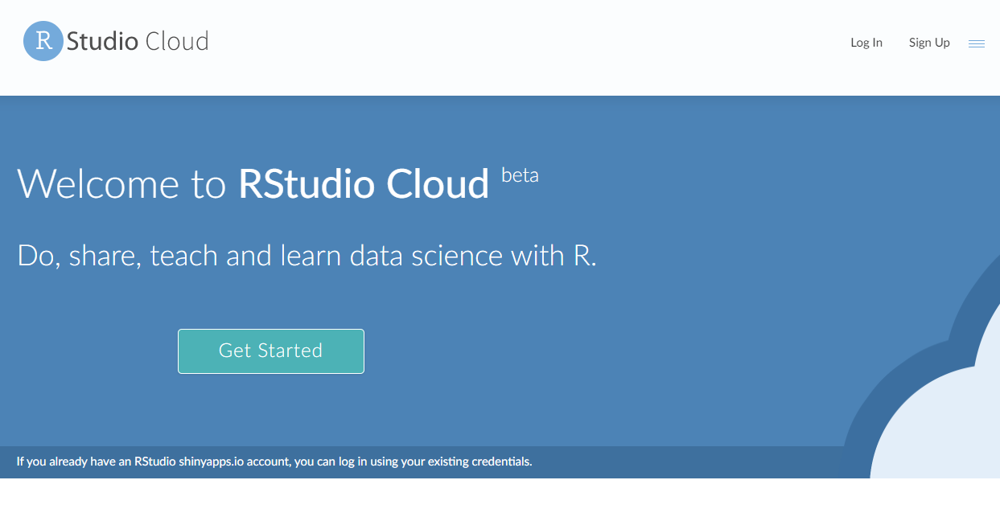 R Studio Cloud
Log In Sign Up
Welcome to RStudio Cloud beta
Do, share, teach and learn data science with R.
Get Started
If you already have an RStudio shinyapps.io account, you can log in using your existing credentials.